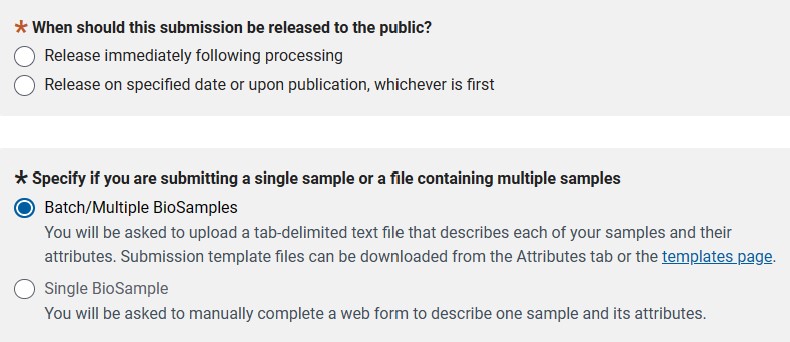 * When should this submission be released to the public?
Release immediately following processing
Release on specified date or upon publication, whichever is first
* Specify if you are submitting a single sample or a file containing multiple samples
Batch/Multiple BioSamples
You will be asked to upload a tab-delimited text file that describes each of your samples and their
attributes. Submission template files can be downloaded from the Attributes tab or the templates page.
Single BioSample
You will be asked to manually complete a web form to describe one sample and its attributes.